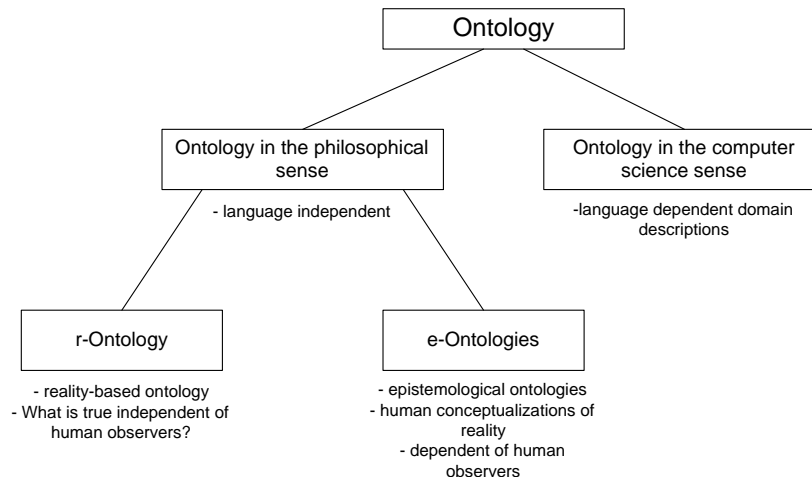 Ontology
Ontology in the philosophical
sense
- language independent
Ontology in the computer
science sense
-language dependent domain
descriptions
r-Ontology
- reality-based ontology
- What is true independent of
human observers?
e-Ontologies
- epistemological ontologies
- human conceptualizations of
reality
- dependent of human
observers